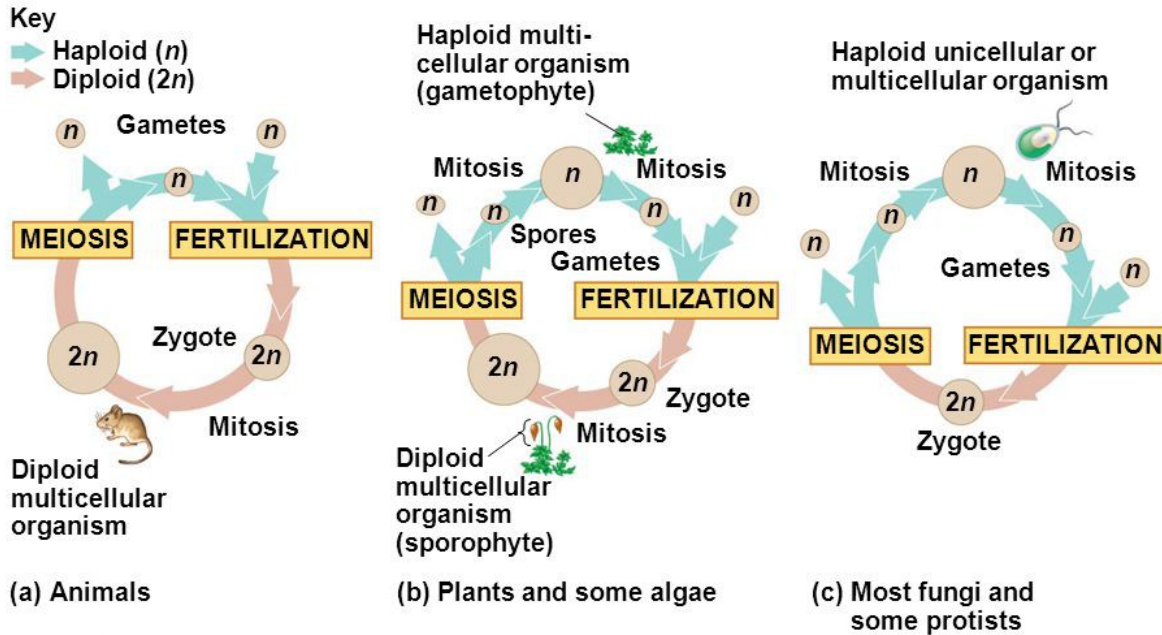 Key
Haploid (n)
Diploid (2n)
n
Gametes
n
n
MEIOSIS
FERTILIZATION
Zygote
2n
2n
Mitosis
Diploid
multicellular
organism
(a) Animals
Haploid multi-
cellular organism
(gametophyte)
Mitosis
n
Mitosis
n
n
n
n
Spores
Gametes
MEIOSIS
FERTILIZATION
2n
2n
Zygote
Mitosis
Diploid
multicellular
organism
(sporophyte)
(b) Plants and some algae
Haploid unicellular or
multicellular organism
Mitosis
n
Mitosis
n
n
n
n
Gametes
MEIOSIS
FERTILIZATION
2n
Zygote
(c) Most fungi and
some protists